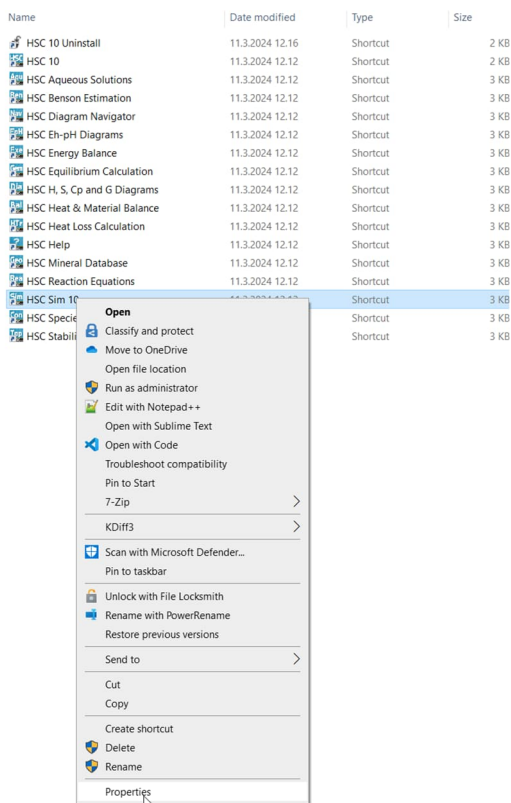 Name Date modified Type Size
HSC 10 Uninstall 11.3.2024 12.16 Shortcut 2 KB
HSC 10 11.3.2024 12.12 Shortcut 2 KB
HSC Aqueous Solutions 11.3.2024 12.12 Shortcut 3 KB
HSC Benson Estimation 11.3.2024 12.12 Shortcut 3 KB
HSC Diagram Navigator 11.3.2024 12.12 Shortcut 3 KB
HSC Eh-pH Diagrams 11.3.2024 12.12 Shortcut 3 KB
HSC Energy Balance 11.3.2024 12.12 Shortcut 3 KB
HSC Equilibrium Calculation 11.3.2024 12.12 Shortcut 3 KB
HSC H, S, Cp and G Diagrams 11.3.2024 12.12 Shortcut 3 KB
HSC Heat & Material Balance 11.3.2024 12.12 Shortcut 3 KB
HSC Heat Loss Calculation 11.3.2024 12.12 Shortcut 3 KB
HSC Help 11.3.2024 12.12 Shortcut 3 KB
HSC Mineral Database 11.3.2024 12.12 Shortcut 3 KB
HSC Reaction Equations 11.3.2024 12.12 Shortcut 3 KB
HSC Sim 10 Shortcut 3 KB
HSC Specie Shortcut 3 KB
HSC Stabili Shortcut 3 KB
Open
Classify and protect
Move to OneDrive
Open file location
Run as administrator
Edit with Notepad++
Open with Sublime Text
Open with Code
Troubleshoot compatibility
Pin to Start
7-Zip
KDiff3
Scan with Microsoft Defender...
Pin to taskbar
Unlock with File Locksmith
Rename with PowerRename
Restore previous versions
Send to
Cut
Copy
Create shortcut
Delete
Rename
Properties